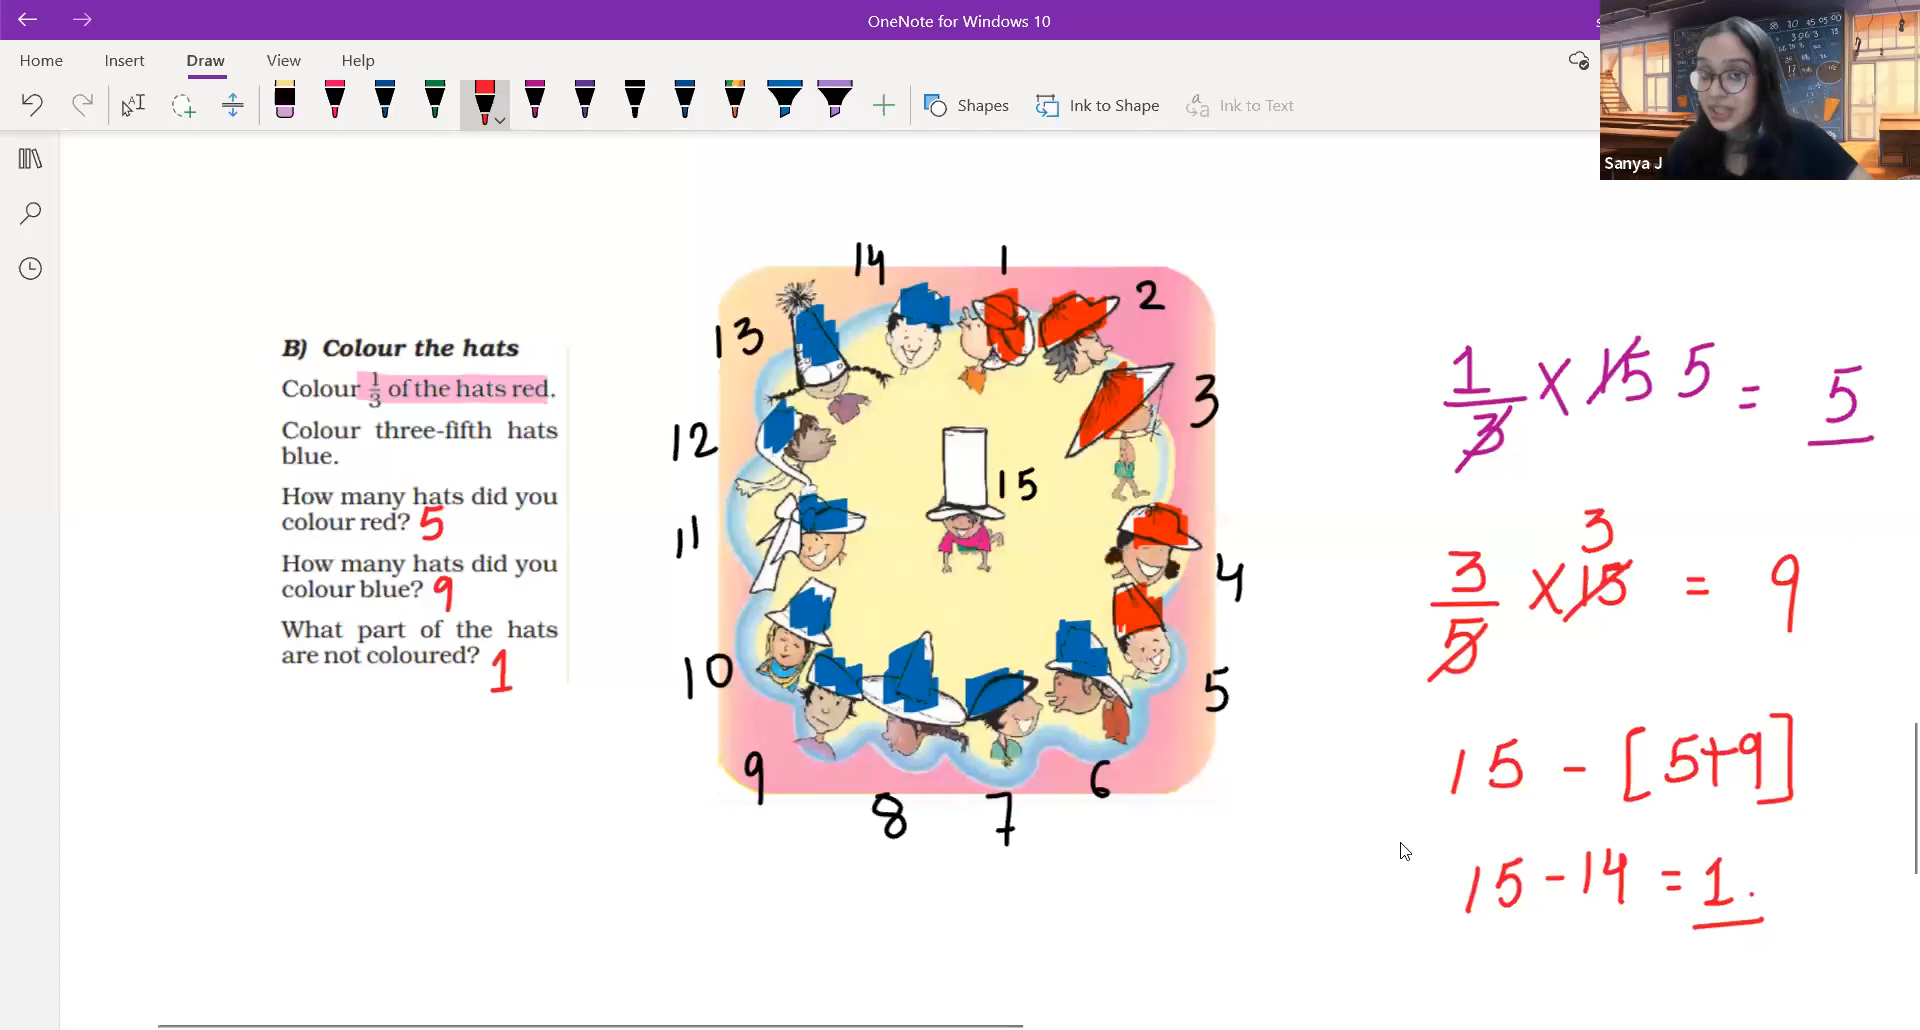 OneNote for Windows 10
Home Insert Draw View Help
Shapes Ink to Shape Ink to Text
Sanya J
B) Colour the hats
Colour 1/3 of the hats red.
Colour three-fifth hats
blue.
How many hats did you
colour red? 5
How many hats did you
colour blue? 9
What part of the hats
are not coloured? 1
14 1
13 2
12 3
15
11 4
10 5
9 6
8 7
1/3 × 15 5 = 5
3
3/5 × 15 = 9
15 - [5+9]
15 - 14 = 1.